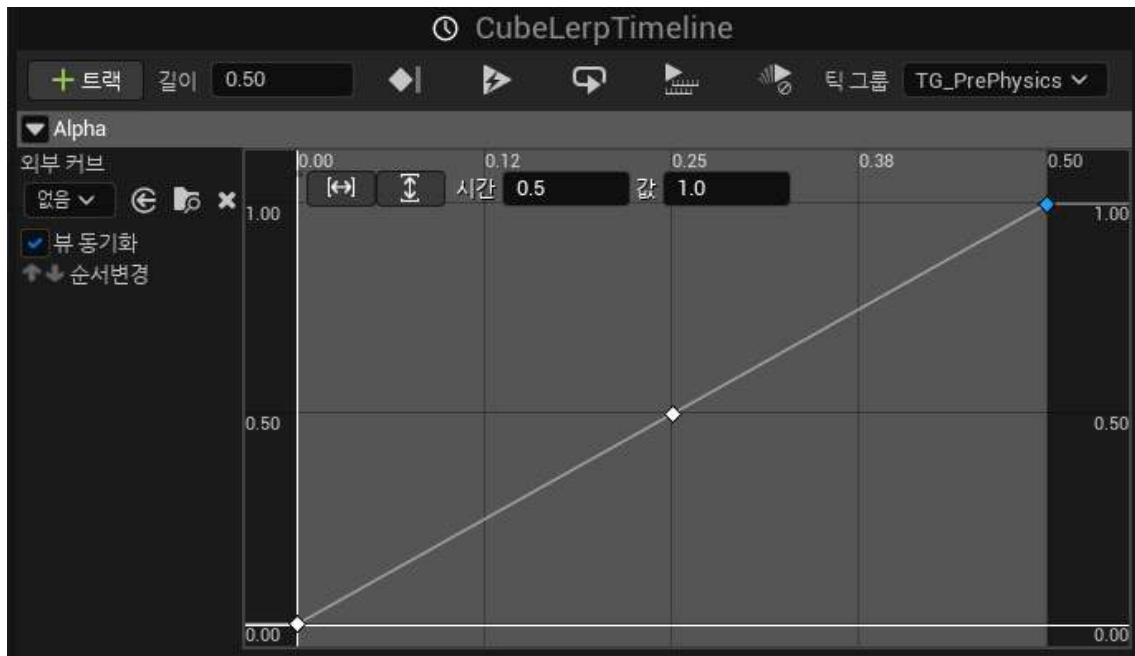 CubeLerpTimeline
트랙 길이 0.50 틱 그룹 TG_PrePhysics
Alpha
외부 커브
0.00 0.12 0.25 0.38 0.50
없음 시간 0.5 값 1.0
1.00 1.00
뷰 동기화
순서변경
0.50 0.50
0.00 0.00